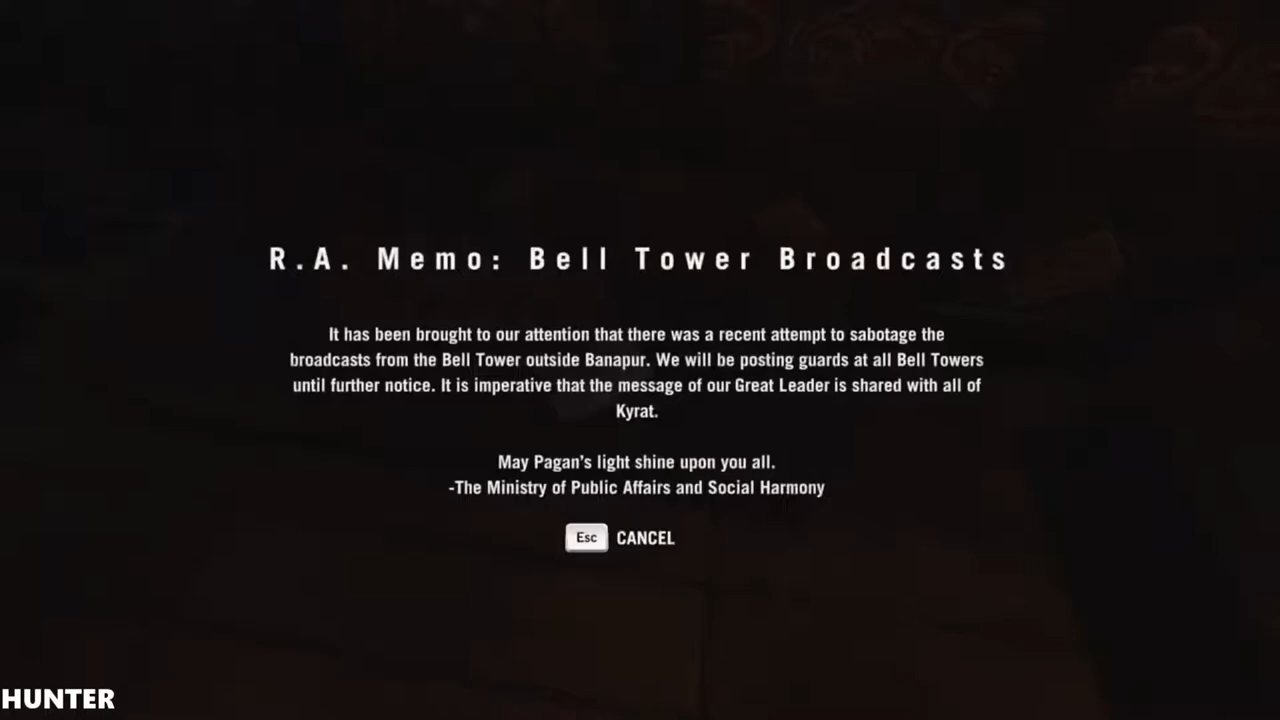 R.A. Memo: Bell Tower Broadcasts
It has been brought to our attention that there was a recent attempt to sabotage the
broadcasts from the Bell Tower outside Banapur. We will be posting guards at all Bell Towers
until further notice. It is imperative that the message of our Great Leader is shared with all of
Kyrat.
May Pagan's light shine upon you all.
-The Ministry of Public Affairs and Social Harmony
Esc CANCEL
HUNTER